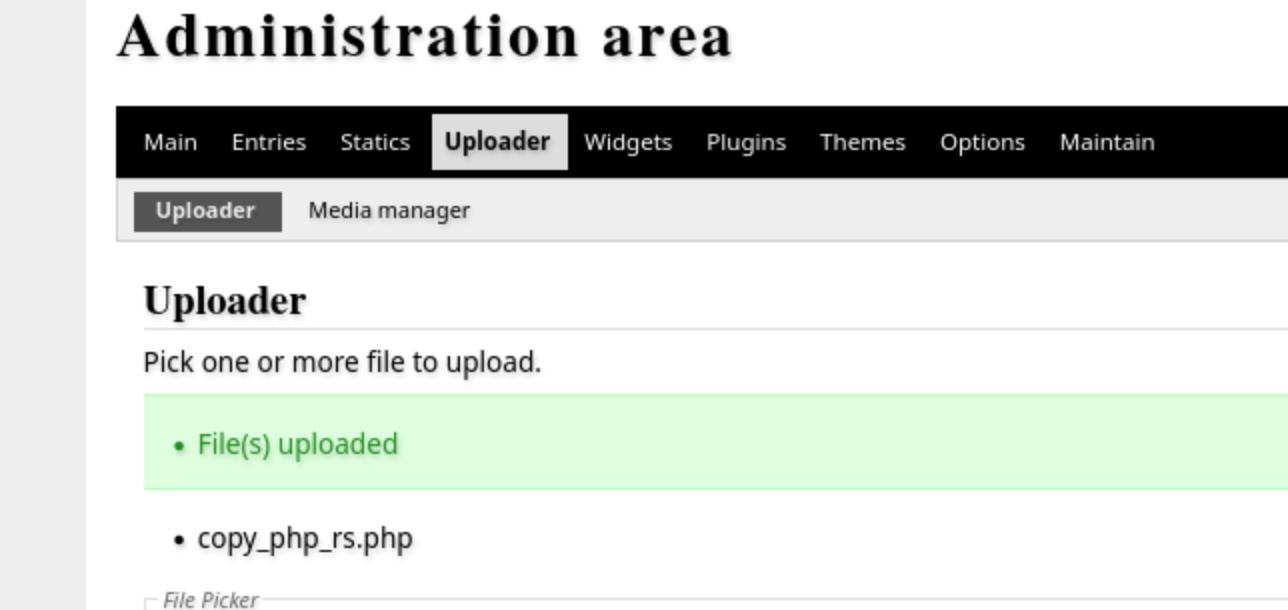 Administration area
Main Entries Statics Uploader Widgets Plugins Themes Options Maintain
Uploader Media manager
Uploader
Pick one or more file to upload.
• File(s) uploaded
• copy_php_rs.php
File Picker